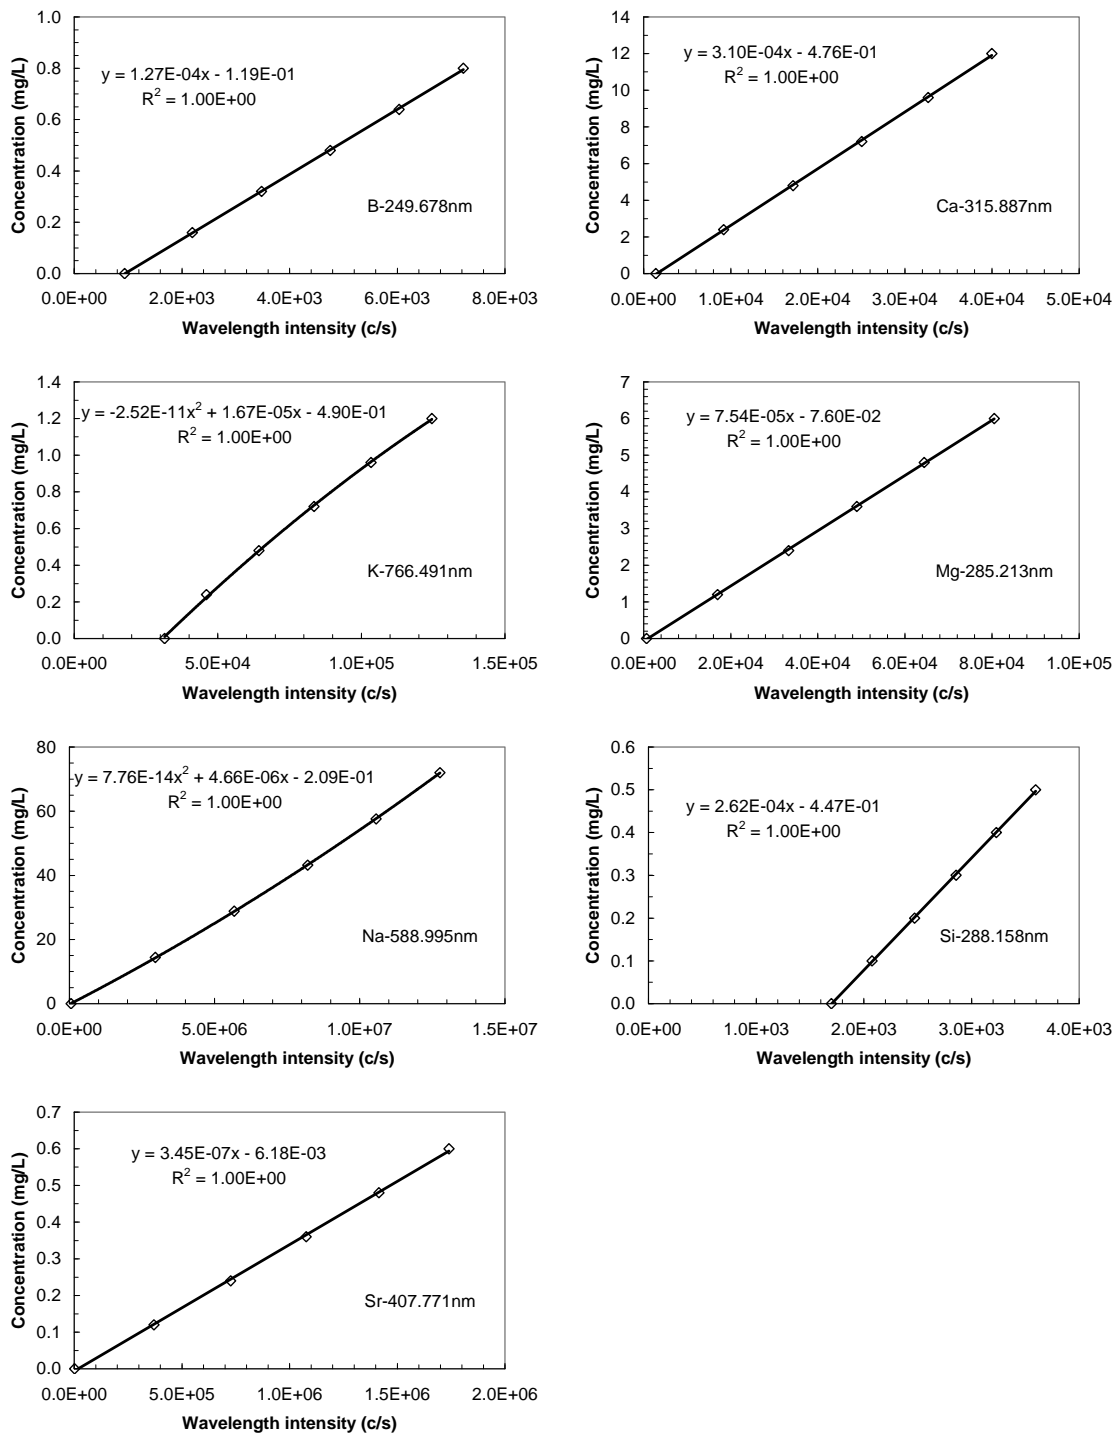 Concentration (mg/L)
1.0
0.8
0.6
0.4
0.2
0.0
y = 1.27E-04x - 1.19E-01
R² = 1.00E+00
B-249.678nm
0.0E+00 2.0E+03 4.0E+03 6.0E+03 8.0E+03
Wavelength intensity (c/s)
Concentration (mg/L)
14
12
10
8
6
4
2
0
y = 3.10E-04x - 4.76E-01
R² = 1.00E+00
Ca-315.887nm
0.0E+00 1.0E+04 2.0E+04 3.0E+04 4.0E+04 5.0E+04
Wavelength intensity (c/s)
Concentration (mg/L)
1.4
1.2
1.0
0.8
0.6
0.4
0.2
0.0
y = -2.52E-11x² + 1.67E-05x - 4.90E-01
R² = 1.00E+00
K-766.491nm
0.0E+00 5.0E+04 1.0E+05 1.5E+05
Wavelength intensity (c/s)
Concentration (mg/L)
7
6
5
4
3
2
1
0
y = 7.54E-05x - 7.60E-02
R² = 1.00E+00
Mg-285.213nm
0.0E+00 2.0E+04 4.0E+04 6.0E+04 8.0E+04 1.0E+05
Wavelength intensity (c/s)
Concentration (mg/L)
80
60
40
20
0
y = 7.76E-14x² + 4.66E-06x - 2.09E-01
R² = 1.00E+00
Na-588.995nm
0.0E+00 5.0E+06 1.0E+07 1.5E+07
Wavelength intensity (c/s)
Concentration (mg/L)
0.6
0.5
0.4
0.3
0.2
0.1
0.0
y = 2.62E-04x - 4.47E-01
R² = 1.00E+00
Si-288.158nm
0.0E+00 1.0E+03 2.0E+03 3.0E+03 4.0E+03
Wavelength intensity (c/s)
Concentration (mg/L)
0.7
0.6
0.5
0.4
0.3
0.2
0.1
0.0
y = 3.45E-07x - 6.18E-03
R² = 1.00E+00
Sr-407.771nm
0.0E+00 5.0E+05 1.0E+06 1.5E+06 2.0E+06
Wavelength intensity (c/s)